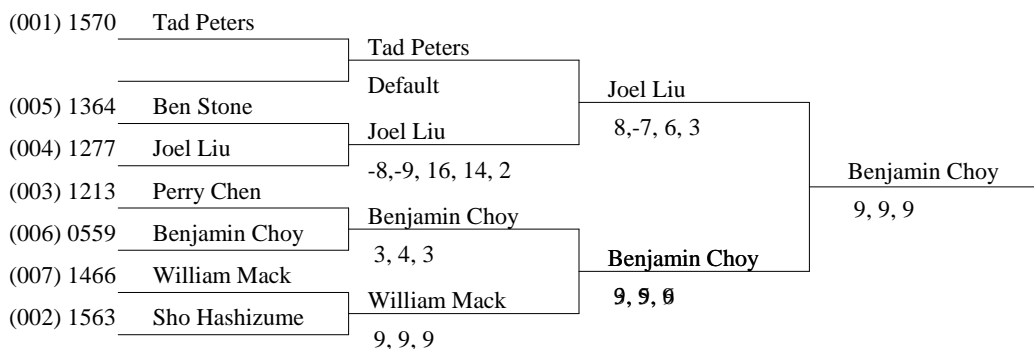 (001) 1570 Tad Peters
Tad Peters
Default
(005) 1364 Ben Stone
Joel Liu
8,-7, 6, 3
(004) 1277 Joel Liu
Joel Liu
-8,-9, 16, 14, 2
(003) 1213 Perry Chen
Benjamin Choy
9, 9, 9
(006) 0559 Benjamin Choy
Benjamin Choy
3, 4, 3
(007) 1466 William Mack
Benjamin Choy
(002) 1563 Sho Hashizume
William Mack
9, 9, 9